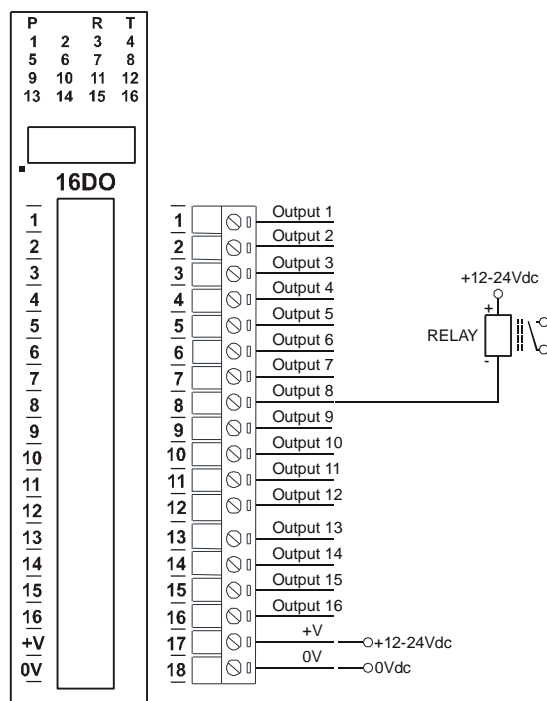 P R T
1 2 3 4
5 6 7 8
9 10 11 12
13 14 15 16
16DO
1
2
3
4
5
6
7
8
9
10
11
12
13
14
15
16
+V
0V
1 Output 1
2 Output 2
3 Output 3
4 Output 4
5 Output 5
6 Output 6
7 Output 7
8 Output 8
9 Output 9
10 Output 10
11 Output 11
12 Output 12
13 Output 13
14 Output 14
15 Output 15
16 Output 16
17 +V +12-24Vdc
18 0V 0Vdc
+12-24Vdc
+
RELAY
-